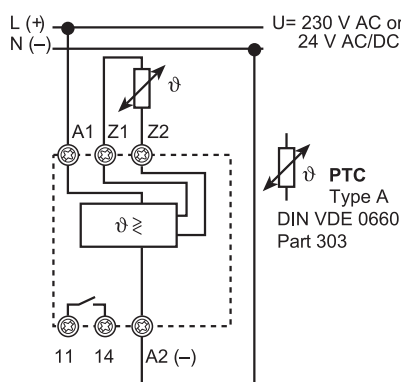 L (+)
U= 230 V AC or
N (–)
24 V AC/DC
ϑ
A1 Z1 Z2
ϑ PTC
Type A
DIN VDE 0660
Part 303
ϑ ≷
11 14 A2 (–)